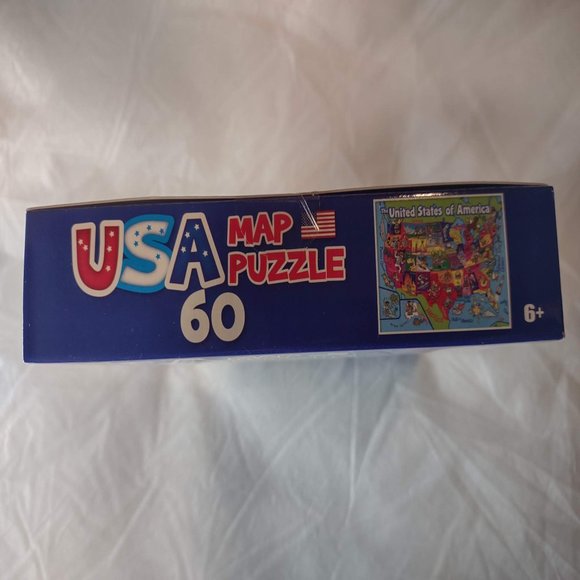 USA
MAP
PUZZLE
60
The United States of America
6+